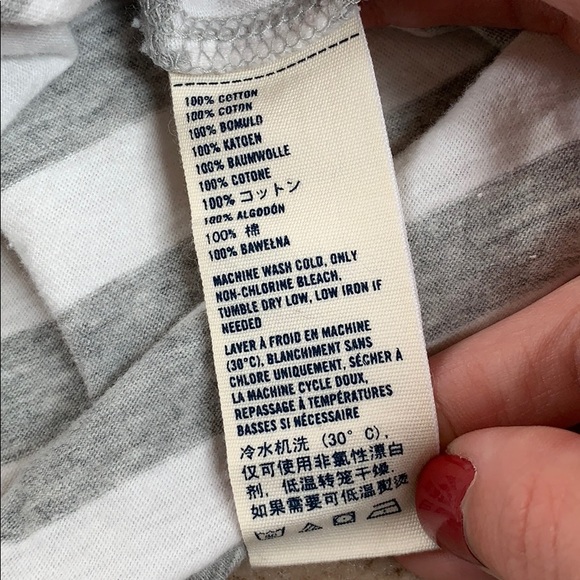 100% COTTON
100% COTON
100% BOMULD
100% KATOEN
100% BAUMWOLLE
100% COTONE
100% コットン
100% ALGODÓN
100% 棉
100% BAWEŁNA
MACHINE WASH COLD, ONLY
NON-CHLORINE BLEACH,
TUMBLE DRY LOW, LOW IRON IF
NEEDED
LAVER À FROID EN MACHINE
(30°C), BLANCHIMENT SANS
CHLORE UNIQUEMENT, SÉCHER À
LA MACHINE CYCLE DOUX,
REPASSAGE À TEMPÉRATURES
BASSES SI NÉCESSAIRE
冷水机洗 (30° C),
仅可使用非氯性漂白
剂, 低温转笼干燥.
如果需要可低温熨烫